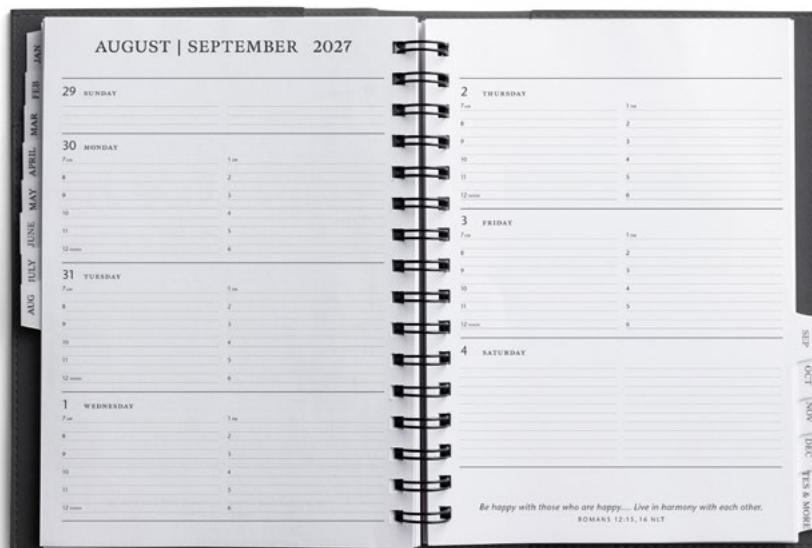 AUGUST | SEPTEMBER 2027
29 SUNDAY
30 MONDAY
7 AM 1 PM
8 2
9 3
10 4
11 5
12 NOON 6
31 TUESDAY
7 AM 1 PM
8 2
9 3
10 4
11 5
12 NOON 6
1 WEDNESDAY
7 AM 1 PM
8 2
9 3
10 4
11 5
12 NOON 6
JAN
FEB
MAR
APRIL
MAY
JUNE
JULY
AUG
2 THURSDAY
7 AM 1 PM
8 2
9 3
10 4
11 5
12 NOON 6
3 FRIDAY
7 AM 1 PM
8 2
9 3
10 4
11 5
12 NOON 6
4 SATURDAY
Be happy with those who are happy.... Live in harmony with each other.
ROMANS 12:15, 16 NLT
SEP
OCT
NOV
DEC
TES & MORE